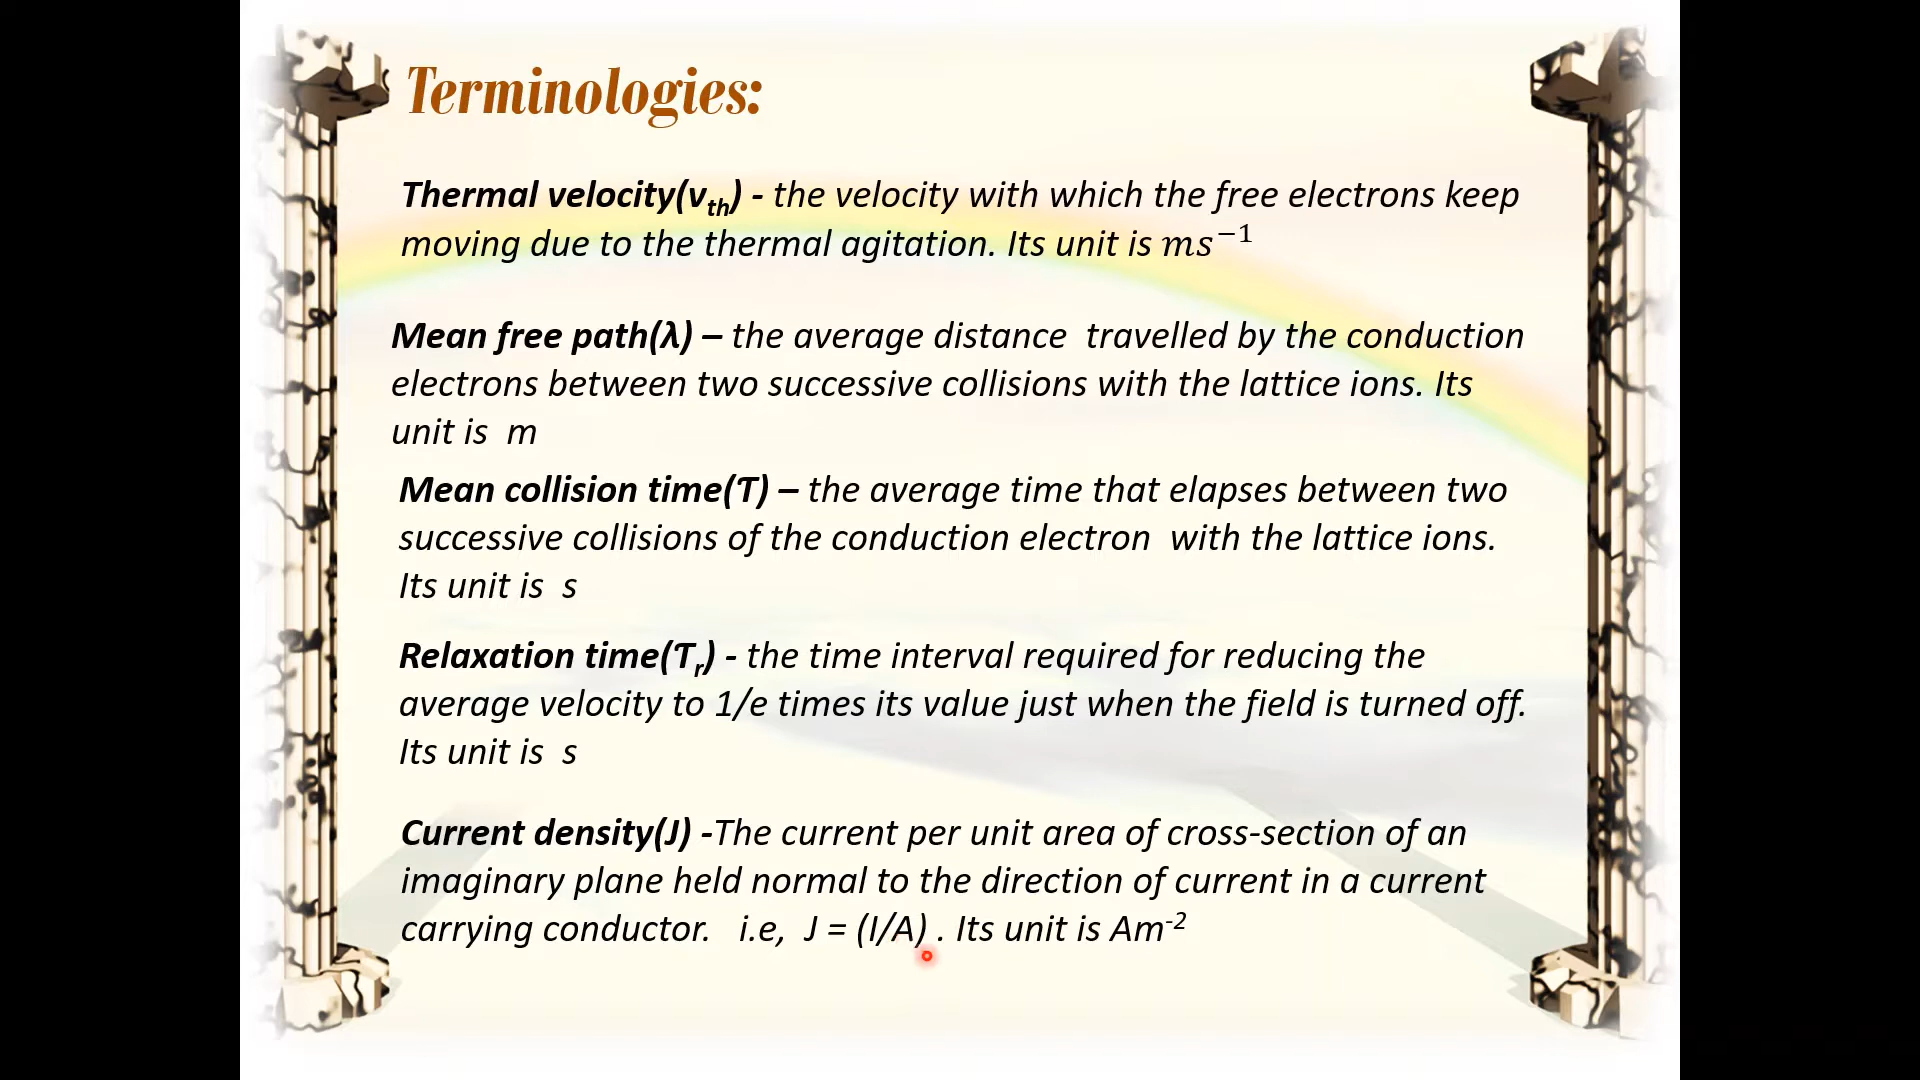 Terminologies:
Thermal velocity(vth) - the velocity with which the free electrons keep
moving due to the thermal agitation. Its unit is ms⁻¹
Mean free path(λ) – the average distance travelled by the conduction
electrons between two successive collisions with the lattice ions. Its
unit is m
Mean collision time(Ƭ) – the average time that elapses between two
successive collisions of the conduction electron with the lattice ions.
Its unit is s
Relaxation time(Ƭr) - the time interval required for reducing the
average velocity to 1/e times its value just when the field is turned off.
Its unit is s
Current density(J) -The current per unit area of cross-section of an
imaginary plane held normal to the direction of current in a current
carrying conductor. i.e, J = (I/A) . Its unit is Am⁻²